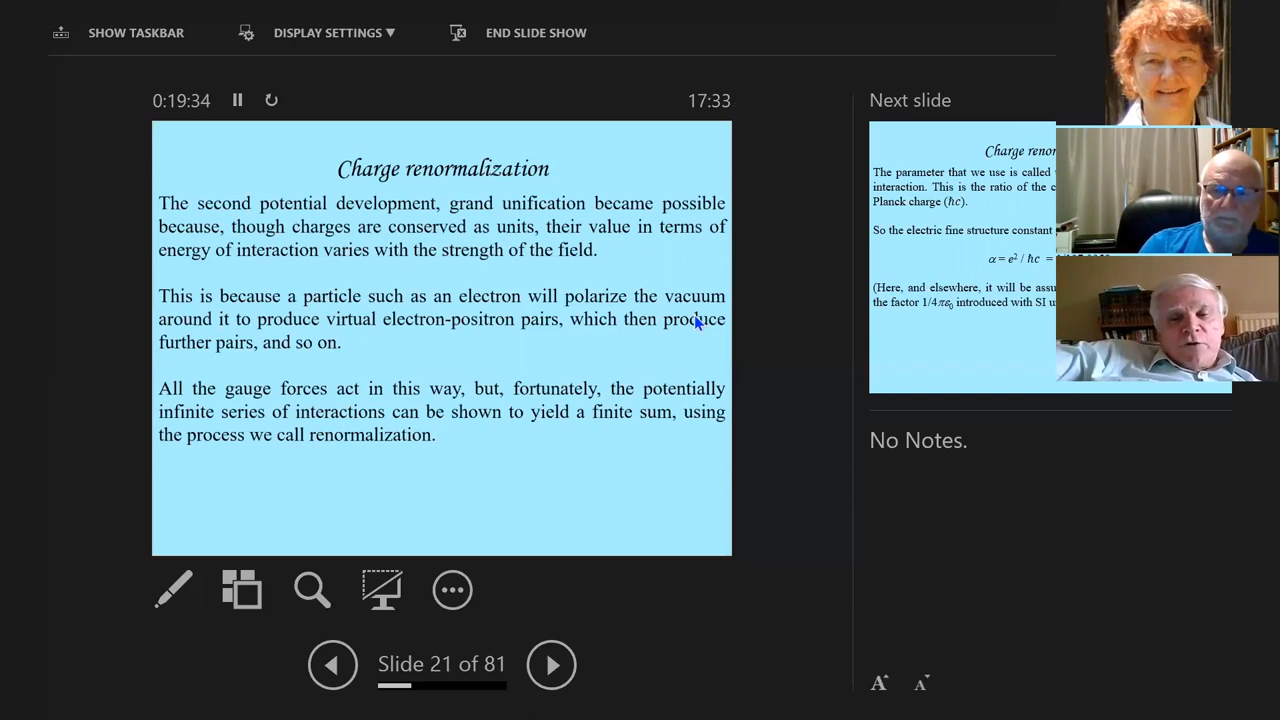 SHOW TASKBAR
DISPLAY SETTINGS ▼
END SLIDE SHOW
0:19:34
17:33
Charge renormalization
The second potential development, grand unification became possible
because, though charges are conserved as units, their value in terms of
energy of interaction varies with the strength of the field.
This is because a particle such as an electron will polarize the vacuum
around it to produce virtual electron-positron pairs, which then produce
further pairs, and so on.
All the gauge forces act in this way, but, fortunately, the potentially
infinite series of interactions can be shown to yield a finite sum, using
the process we call renormalization.
Slide 21 of 81
Next slide
Charge
The parameter that we use is called
interaction. This is the ratio of the
Planck charge (ħc).
So the electric fine structure constant
α = e² / ħc =
(Here, and elsewhere, it will be
the factor 1/4πε₀ introduced with SI
No Notes.
A A